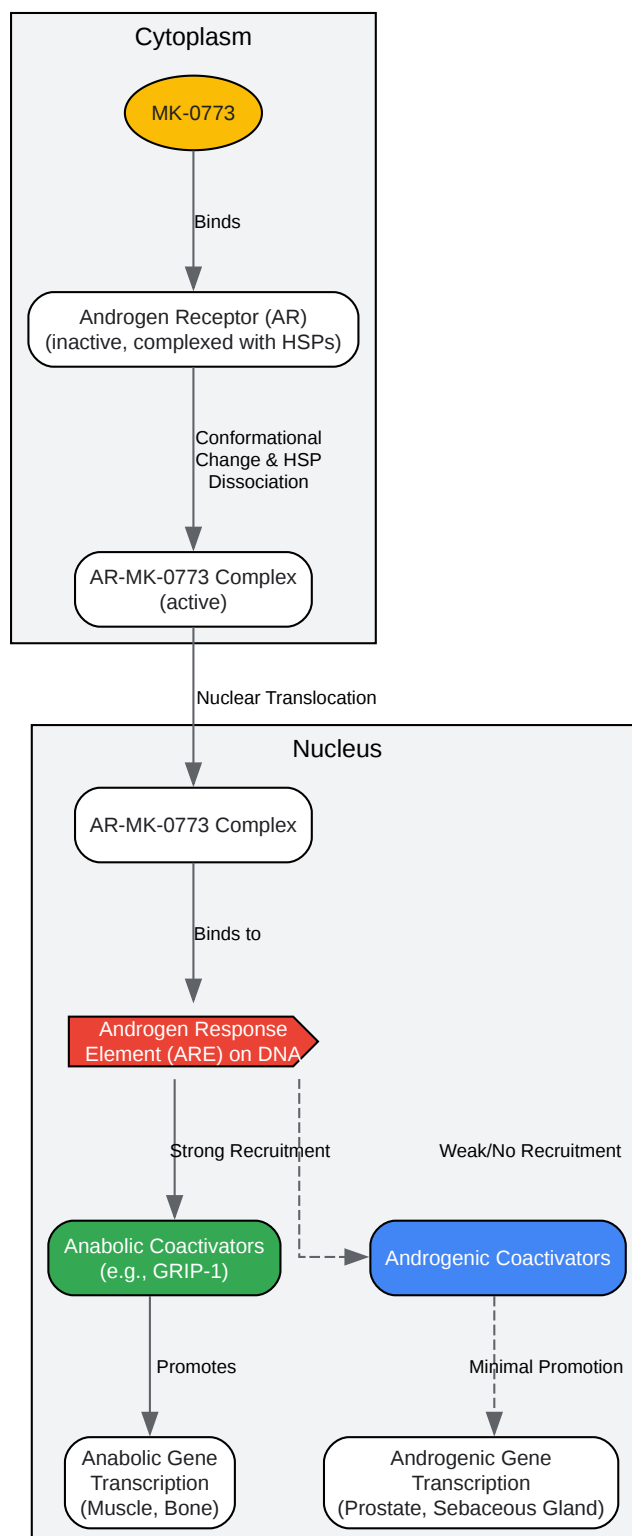 Cytoplasm
MK-0773
Binds
Androgen Receptor (AR)
(inactive, complexed with HSPs)
Conformational
Change & HSP
Dissociation
AR-MK-0773 Complex
(active)
Nuclear Translocation
Nucleus
AR-MK-0773 Complex
Binds to
Androgen Response
Element (ARE) on DNA
Strong Recruitment
Weak/No Recruitment
Anabolic Coactivators
(e.g., GRIP-1)
Androgenic Coactivators
Promotes
Minimal Promotion
Anabolic Gene
Transcription
(Muscle, Bone)
Androgenic Gene
Transcription
(Prostate, Sebaceous Gland)